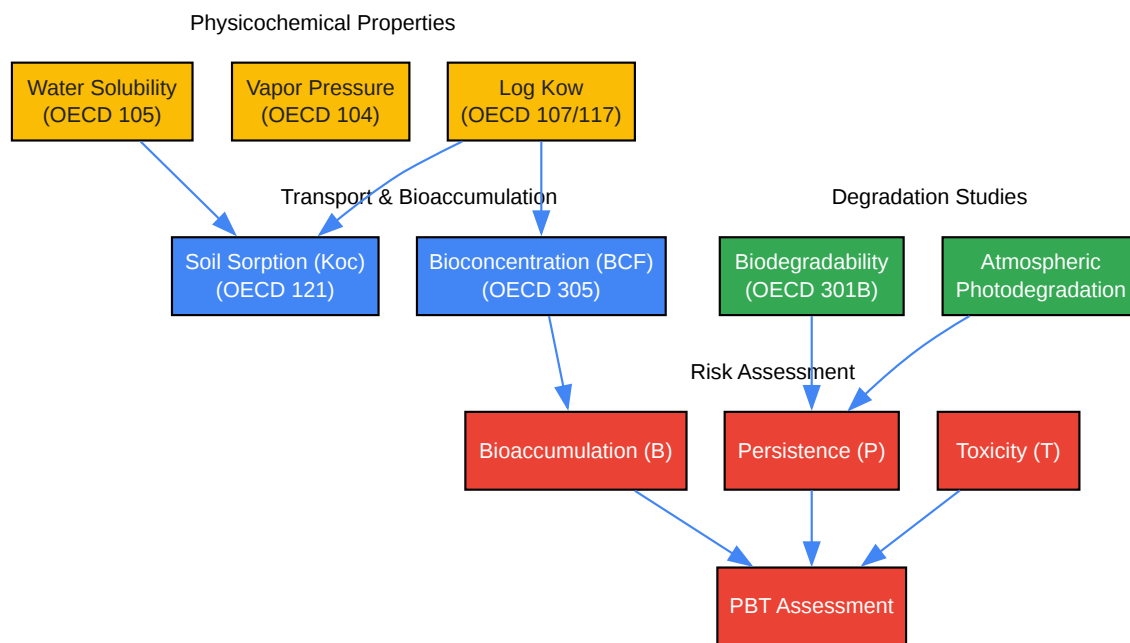 Physicochemical Properties
Water Solubility
(OECD 105)
Vapor Pressure
(OECD 104)
Log Kow
(OECD 107/117)
Transport & Bioaccumulation
Degradation Studies
Soil Sorption (Koc)
(OECD 121)
Bioconcentration (BCF)
(OECD 305)
Biodegradability
(OECD 301B)
Atmospheric
Photodegradation
Risk Assessment
Bioaccumulation (B)
Persistence (P)
Toxicity (T)
PBT Assessment